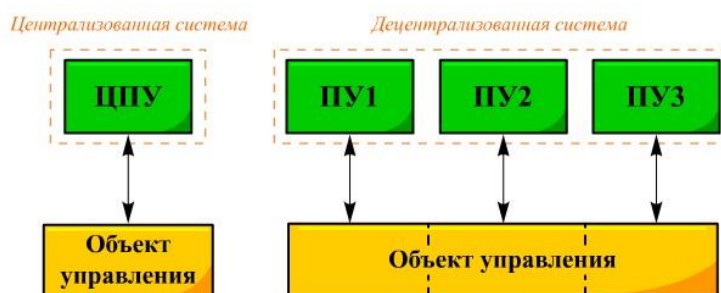 Централизованная система
Децентрализованная система
ЦПУ
ПУ1
ПУ2
ПУ3
Объект
управления
Объект управления